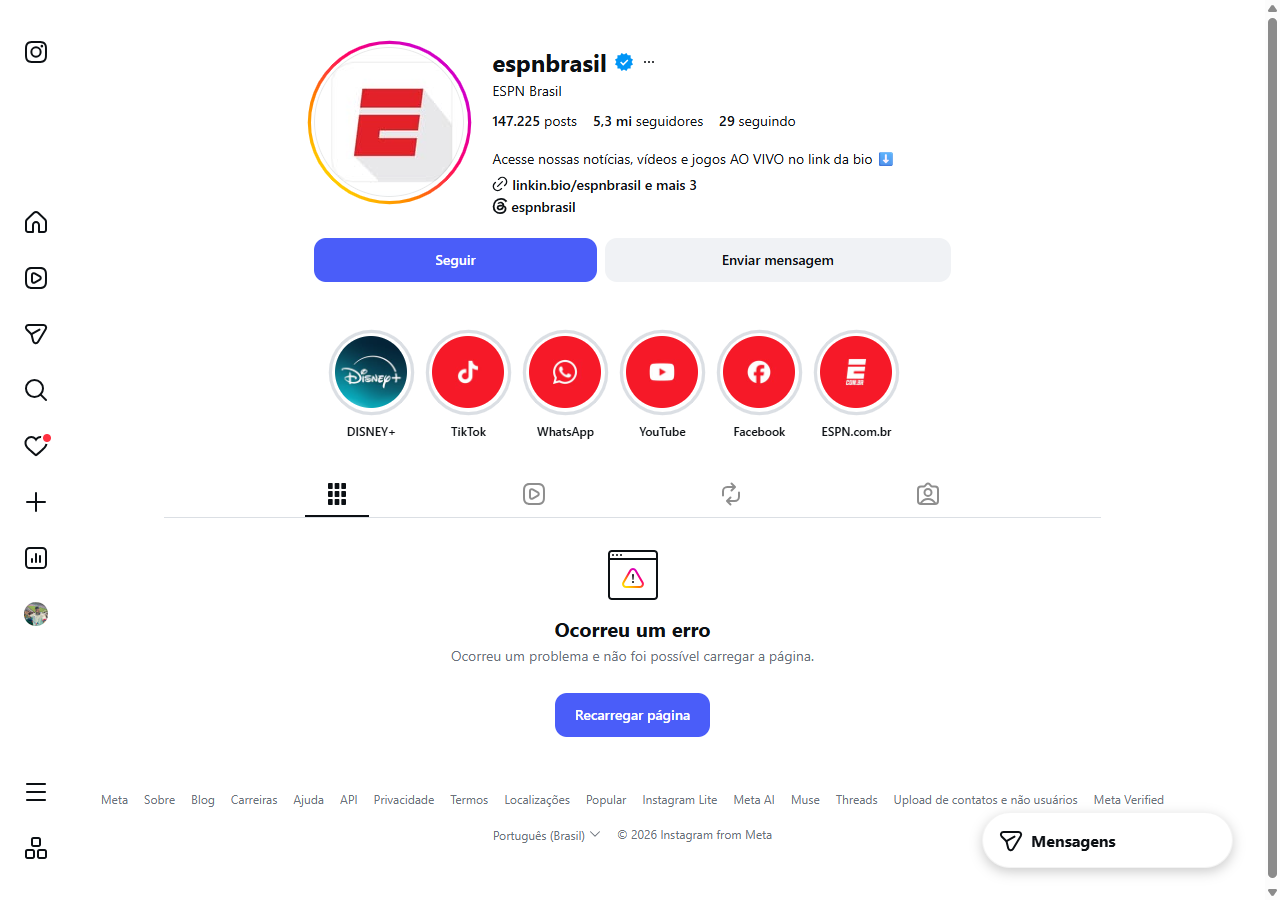 espnbrasil
ESPN Brasil
147.225 posts 5,3 mi seguidores 29 seguindo
Acesse nossas notícias, vídeos e jogos AO VIVO no link da bio ⬇️
linkin.bio/espnbrasil e mais 3
espnbrasil
Seguir Enviar mensagem
Disney+
E COM.BR
DISNEY+ TikTok WhatsApp YouTube Facebook ESPN.com.br
Ocorreu um erro
Ocorreu um problema e não foi possível carregar a página.
Recarregar página
Meta Sobre Blog Carreiras Ajuda API Privacidade Termos Localizações Popular Instagram Lite Meta AI Muse Threads Upload de contatos e não usuários Meta Verified
Português (Brasil) © 2026 Instagram from Meta
Mensagens